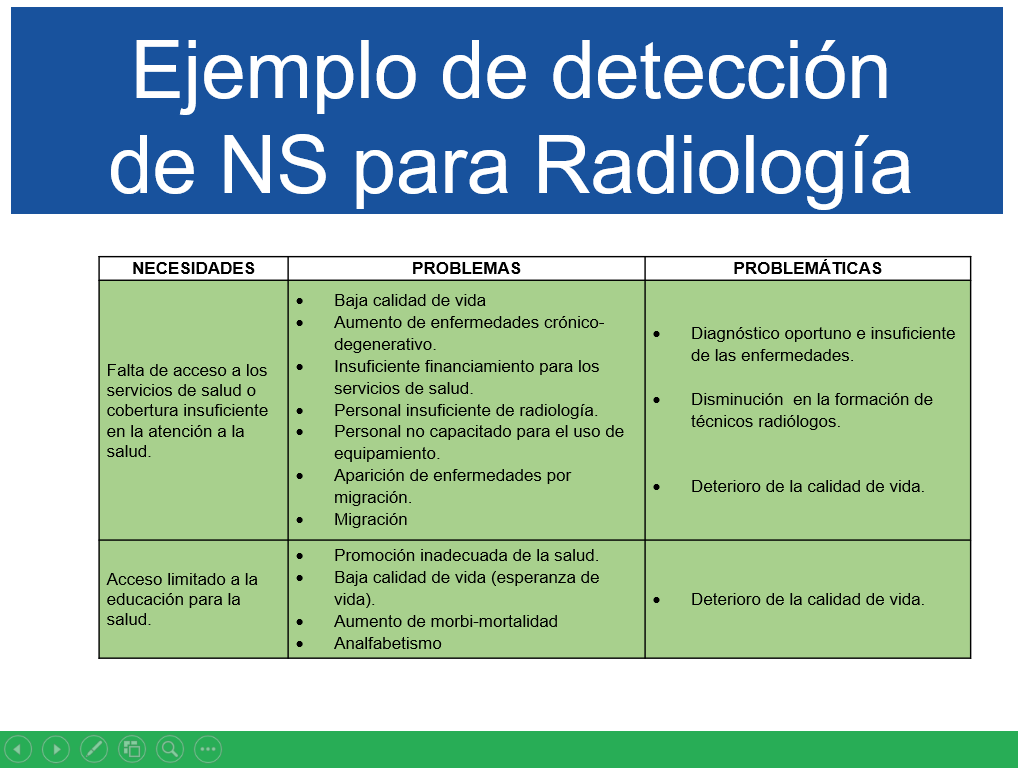 Ejemplo de detección
de NS para Radiología
NECESIDADES
PROBLEMAS
PROBLEMÁTICAS
Falta de acceso a los
servicios de salud o
cobertura insuficiente
en la atención a la
salud.
• Baja calidad de vida
• Aumento de enfermedades crónico-
degenerativo.
• Insuficiente financiamiento para los
servicios de salud.
• Personal insuficiente de radiología.
• Personal no capacitado para el uso de
equipamiento.
• Aparición de enfermedades por
migración.
• Migración
• Diagnóstico oportuno e insuficiente
de las enfermedades.
• Disminución  en la formación de
técnicos radiólogos.
• Deterioro de la calidad de vida.
Acceso limitado a la
educación para la
salud.
• Promoción inadecuada de la salud.
• Baja calidad de vida (esperanza de
vida).
• Aumento de morbi-mortalidad
• Analfabetismo
• Deterioro de la calidad de vida.